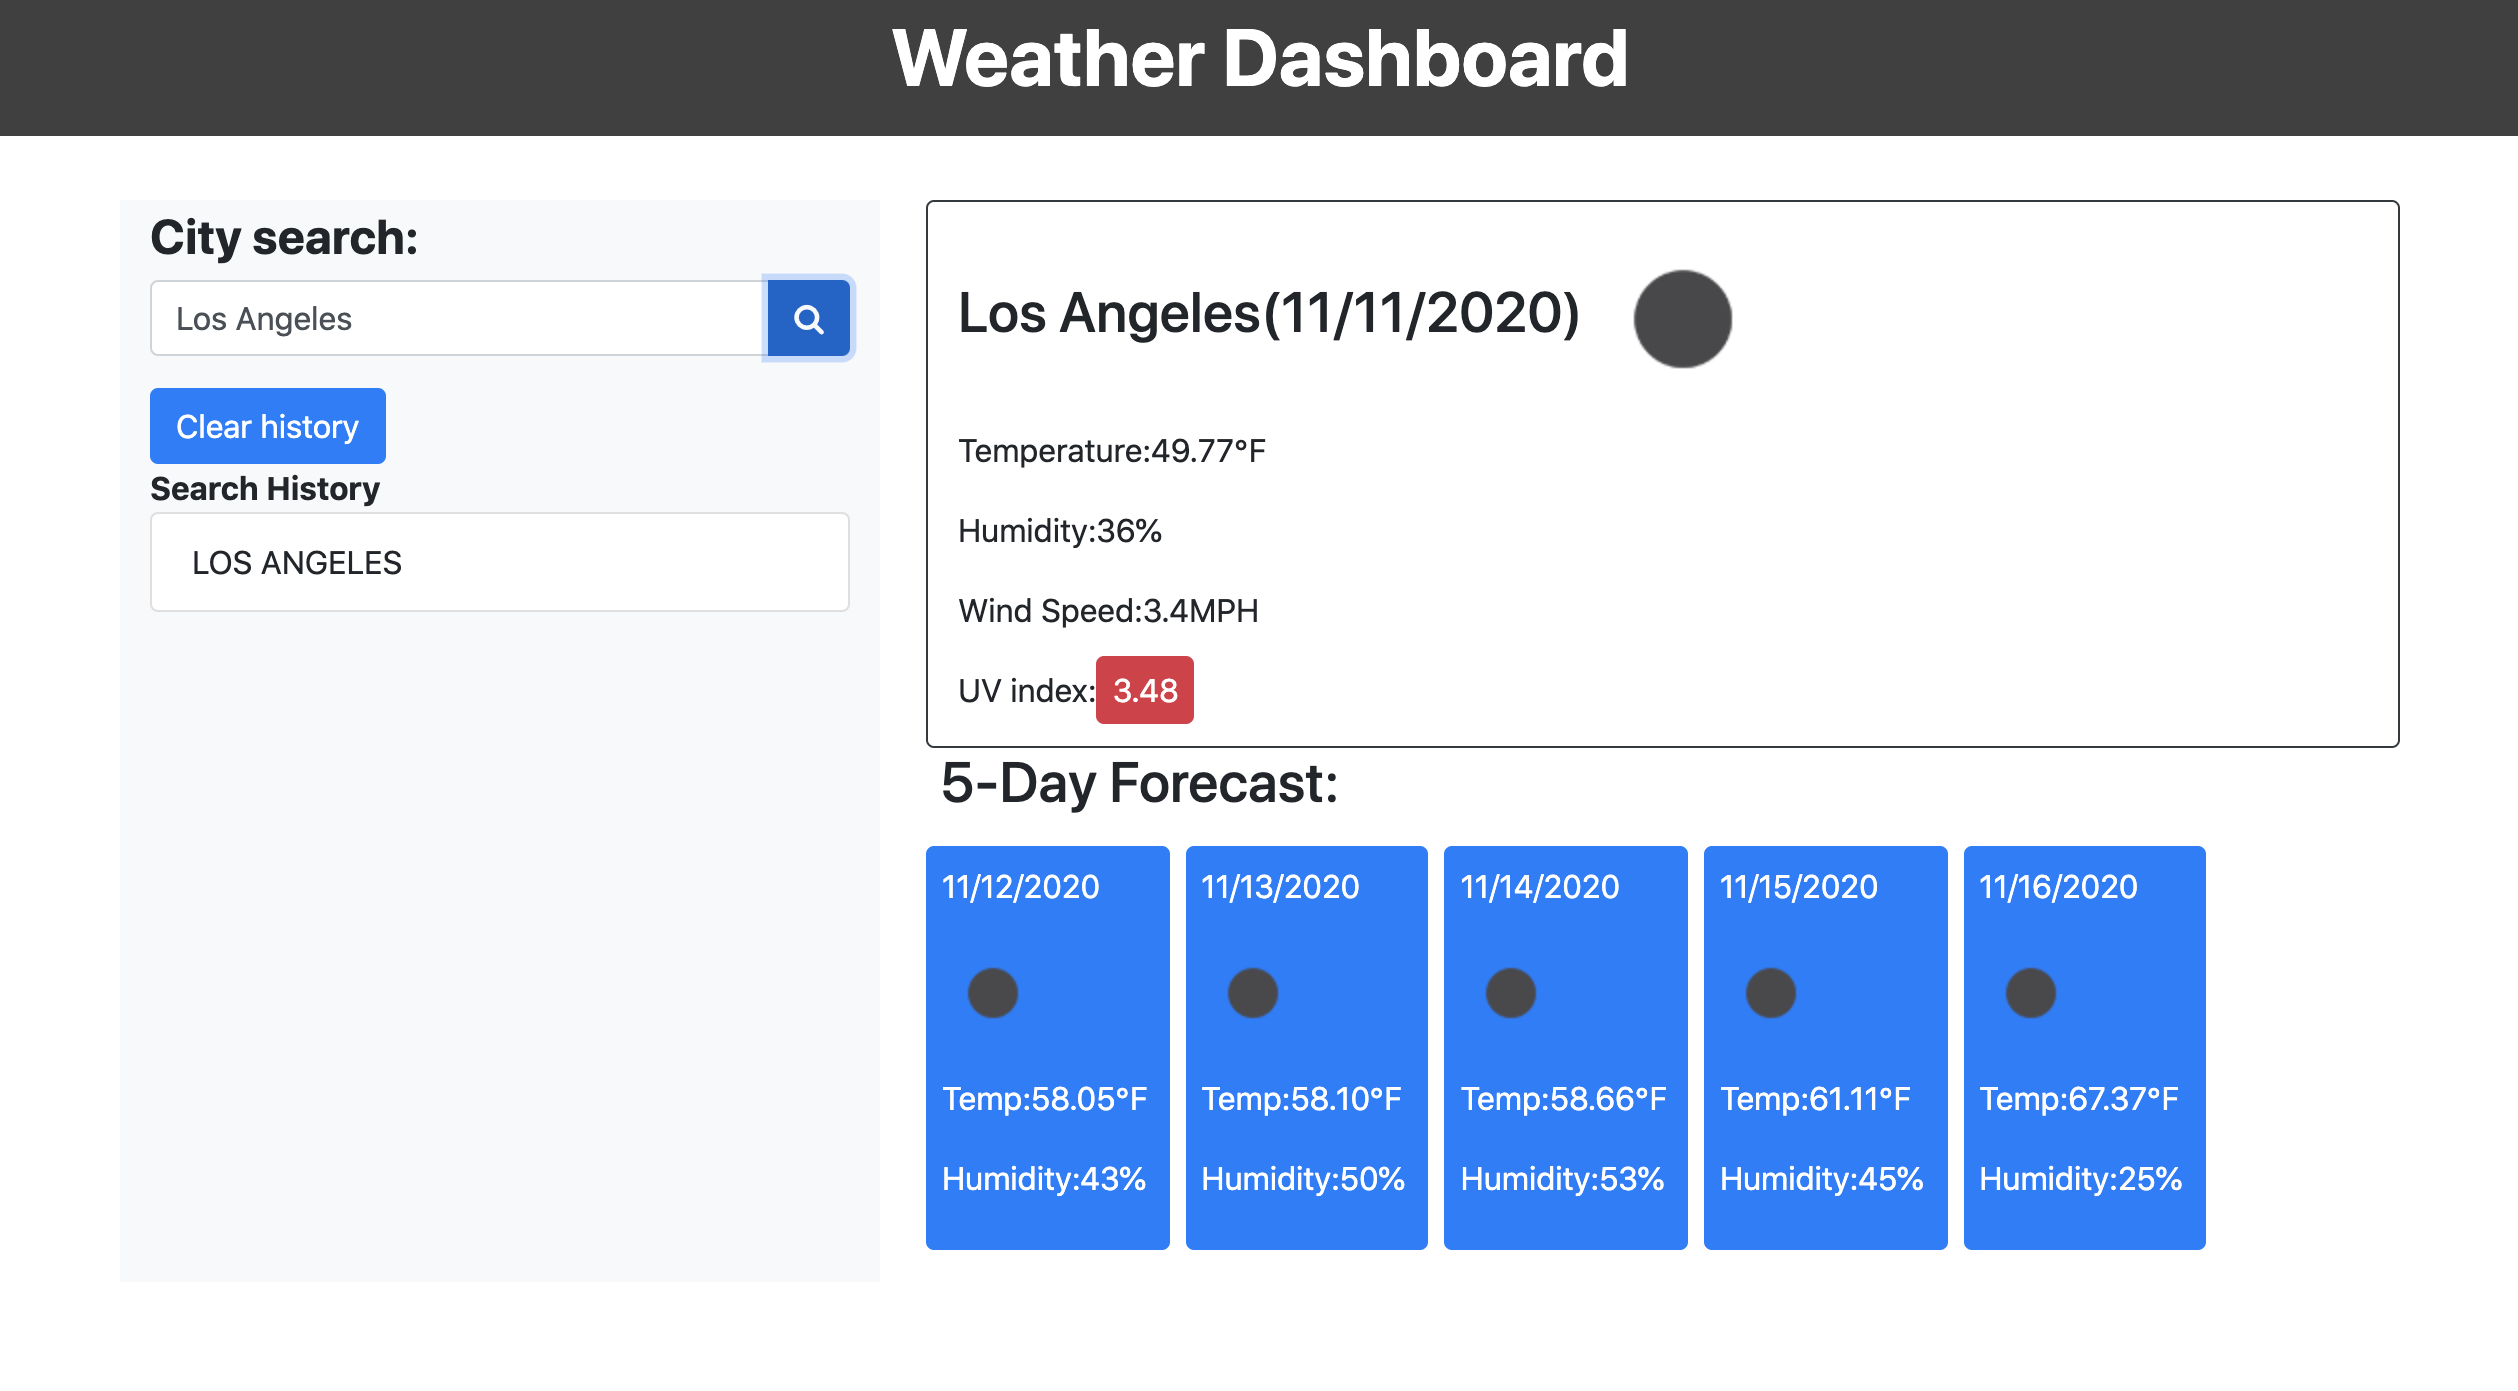 Weather Dashboard
City search:
Los Angeles
Clear history
Search History
LOS ANGELES
Los Angeles(11/11/2020)
Temperature:49.77°F
Humidity:36%
Wind Speed:3.4MPH
UV index: 3.48
5-Day Forecast:
11/12/2020
Temp:58.05°F
Humidity:43%
11/13/2020
Temp:58.10°F
Humidity:50%
11/14/2020
Temp:58.66°F
Humidity:53%
11/15/2020
Temp:61.11°F
Humidity:45%
11/16/2020
Temp:67.37°F
Humidity:25%